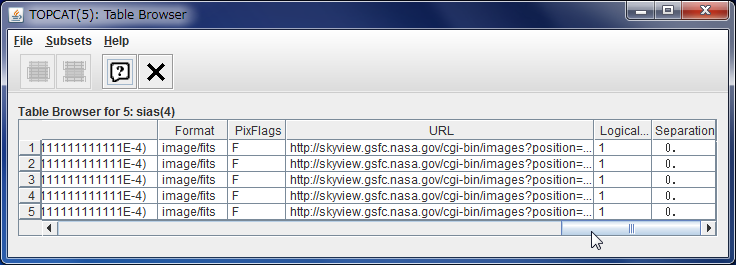 TOPCAT(5): Table Browser
File Subsets Help
Table Browser for 5: sias(4)
Format PixFlags URL Logical... Separation
1 111111111111E-4) image/fits F http://skyview.gsfc.nasa.gov/cgi-bin/images?position=... 1 0.
2 111111111111E-4) image/fits F http://skyview.gsfc.nasa.gov/cgi-bin/images?position=... 1 0.
3 111111111111E-4) image/fits F http://skyview.gsfc.nasa.gov/cgi-bin/images?position=... 1 0.
4 111111111111E-4) image/fits F http://skyview.gsfc.nasa.gov/cgi-bin/images?position=... 1 0.
5 111111111111E-4) image/fits F http://skyview.gsfc.nasa.gov/cgi-bin/images?position=... 1 0.